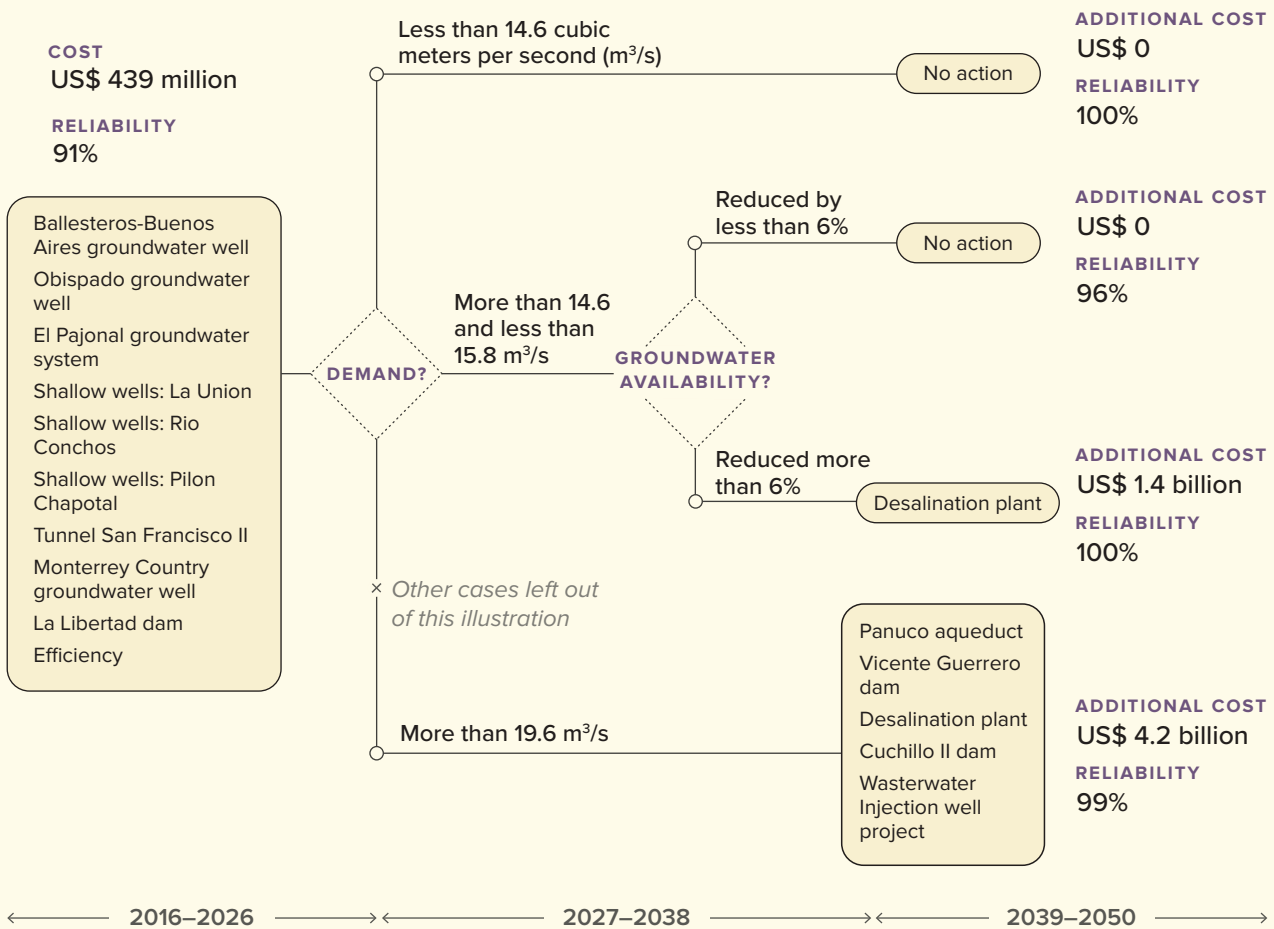 COST
US$ 439 million
RELIABILITY
91%
Ballesteros-Buenos
Aires groundwater well
Obispado groundwater
well
El Pajonal groundwater
system
Shallow wells: La Union
Shallow wells: Rio
Conchos
Shallow wells: Pilon
Chapotal
Tunnel San Francisco II
Monterrey Country
groundwater well
La Libertad dam
Efficiency
DEMAND?
Less than 14.6 cubic
meters per second (m³/s)
No action
ADDITIONAL COST
US$ 0
RELIABILITY
100%
More than 14.6
and less than
15.8 m³/s
GROUNDWATER
AVAILABILITY?
Reduced by
less than 6%
No action
ADDITIONAL COST
US$ 0
RELIABILITY
96%
Reduced more
than 6%
Desalination plant
ADDITIONAL COST
US$ 1.4 billion
RELIABILITY
100%
× Other cases left out
of this illustration
More than 19.6 m³/s
Panuco aqueduct
Vicente Guerrero
dam
Desalination plant
Cuchillo II dam
Wasterwater
Injection well
project
ADDITIONAL COST
US$ 4.2 billion
RELIABILITY
99%
2016–2026
2027–2038
2039–2050